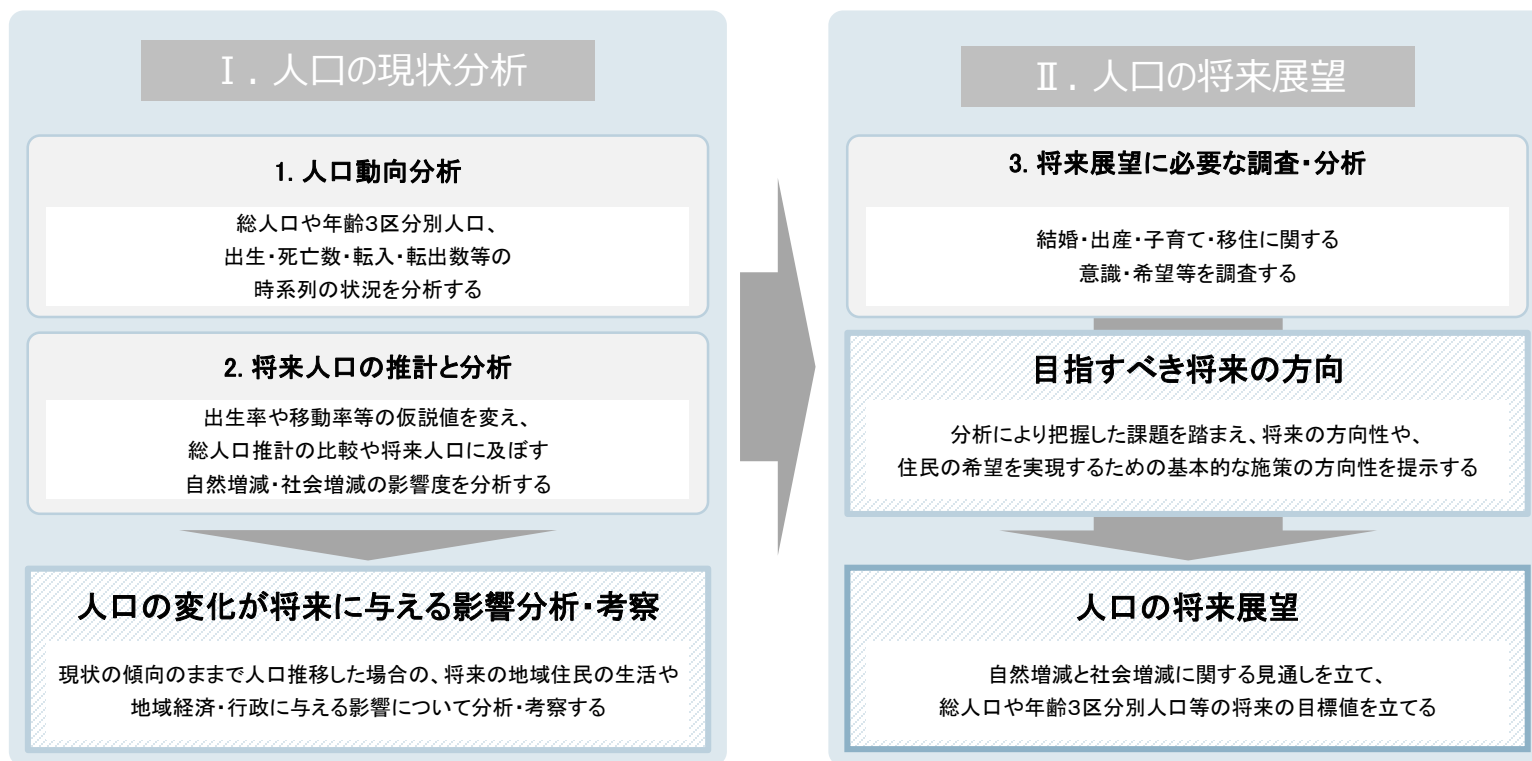 Ⅰ．人口の現状分析
1. 人口動向分析
総人口や年齢3区分別人口、
出生・死亡数・転入・転出数等の
時系列の状況を分析する
2. 将来人口の推計と分析
出生率や移動率等の仮説値を変え、
総人口推計の比較や将来人口に及ぼす
自然増減・社会増減の影響度を分析する
人口の変化が将来に与える影響分析・考察
現状の傾向のままで人口推移した場合の、将来の地域住民の生活や
地域経済・行政に与える影響について分析・考察する
Ⅱ．人口の将来展望
3. 将来展望に必要な調査・分析
結婚・出産・子育て・移住に関する
意識・希望等を調査する
目指すべき将来の方向
分析により把握した課題を踏まえ、将来の方向性や、
住民の希望を実現するための基本的な施策の方向性を提示する
人口の将来展望
自然増減と社会増減に関する見通しを立て、
総人口や年齢3区分別人口等の将来の目標値を立てる